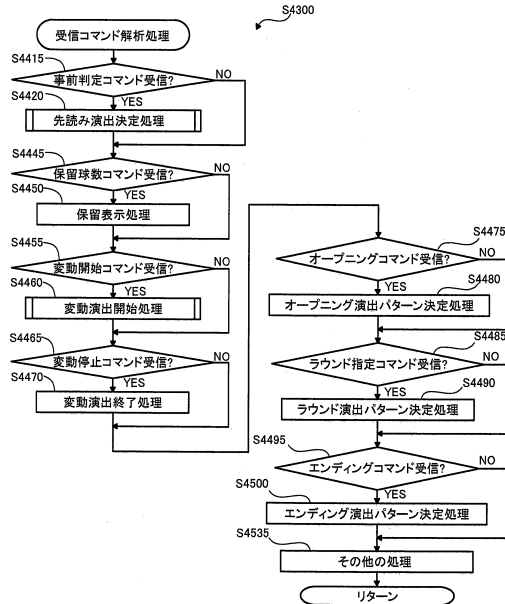 S4300
受信コマンド解析処理
S4415
事前判定コマンド受信?
NO
YES
S4420
先読み演出決定処理
S4445
保留球数コマンド受信?
NO
YES
S4450
保留表示処理
S4455
変動開始コマンド受信?
NO
YES
S4460
変動演出開始処理
S4465
変動停止コマンド受信?
NO
YES
S4470
変動演出終了処理
S4475
オープニングコマンド受信?
NO
YES
S4480
オープニング演出パターン決定処理
S4485
ラウンド指定コマンド受信?
NO
YES
S4490
ラウンド演出パターン決定処理
S4495
エンディングコマンド受信?
NO
YES
S4500
エンディング演出パターン決定処理
S4535
その他の処理
リターン